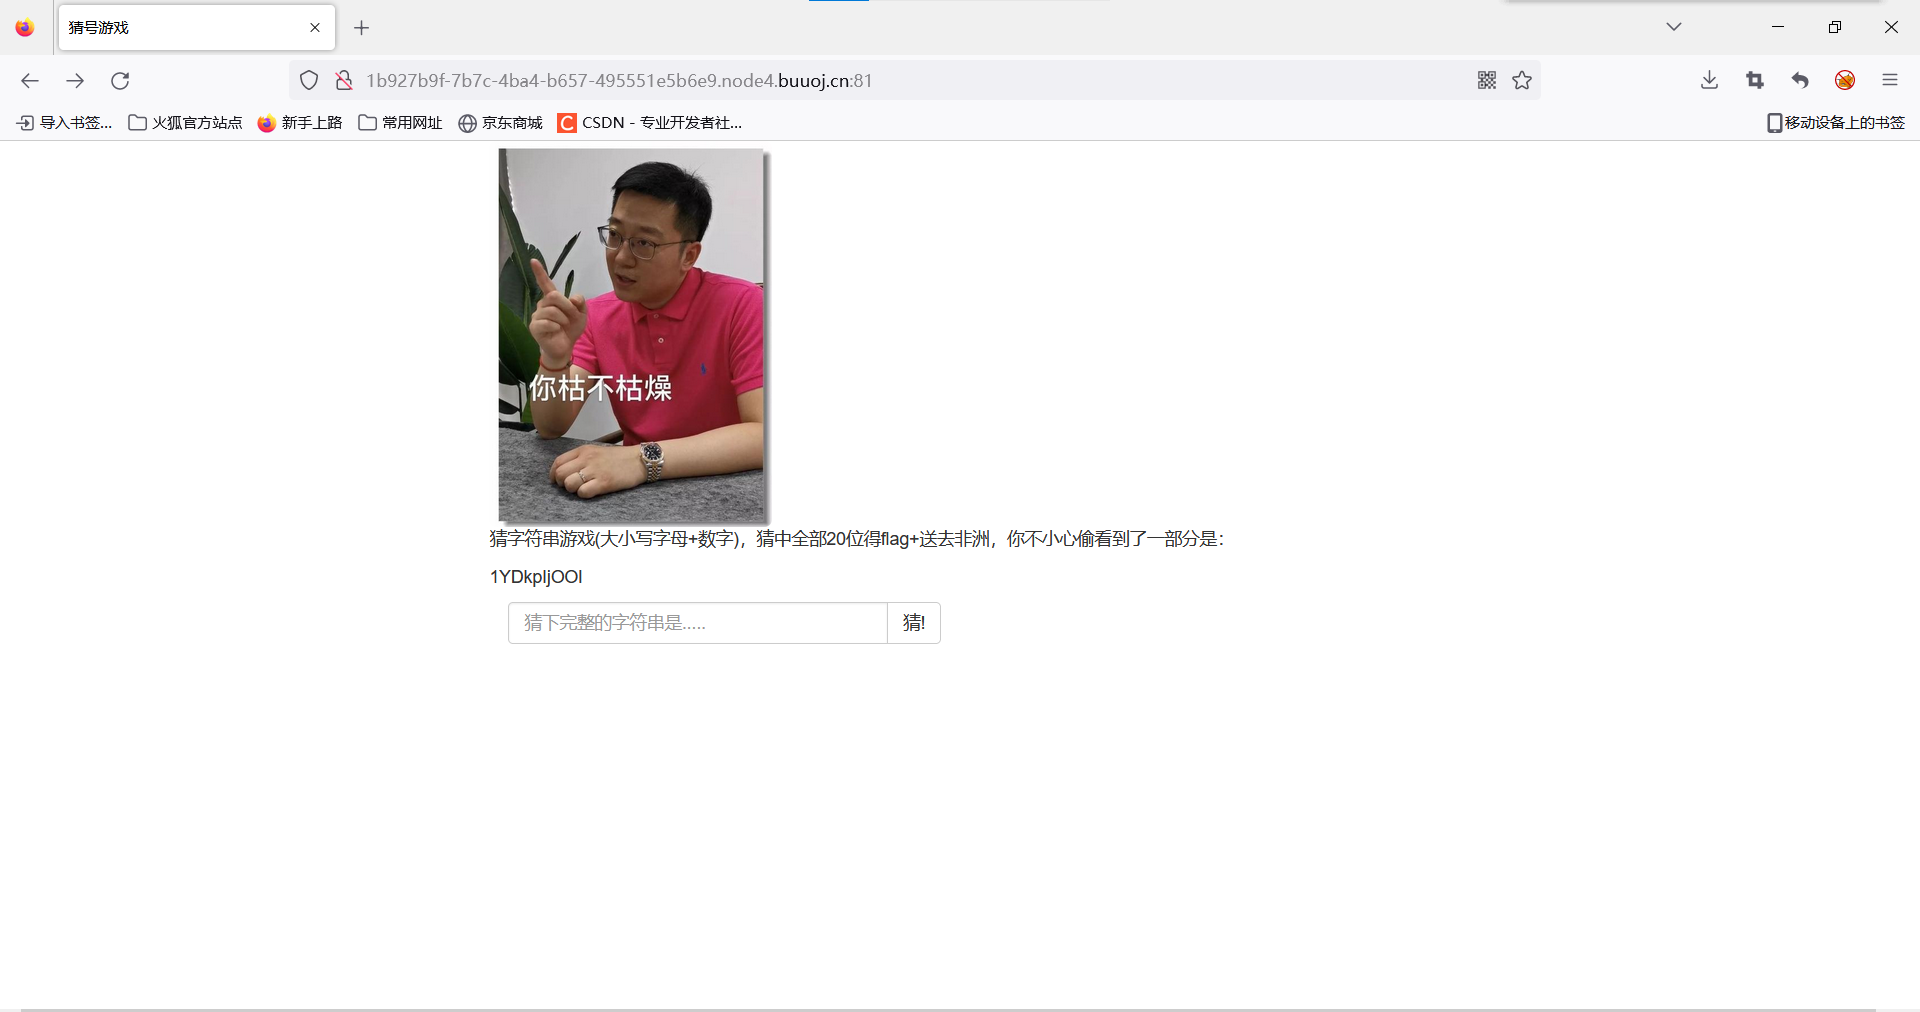 猜号游戏
1b927b9f-7b7c-4ba4-b657-495551e5b6e9.node4.buuoj.cn:81
导入书签... 火狐官方站点 新手上路 常用网址 京东商城 C CSDN - 专业开发者社... 移动设备上的书签
你枯不枯燥
猜字符串游戏(大小写字母+数字)，猜中全部20位得flag+送去非洲，你不小心偷看到了一部分是：
1YDkpIjOOI
猜下完整的字符串是..... 猜!